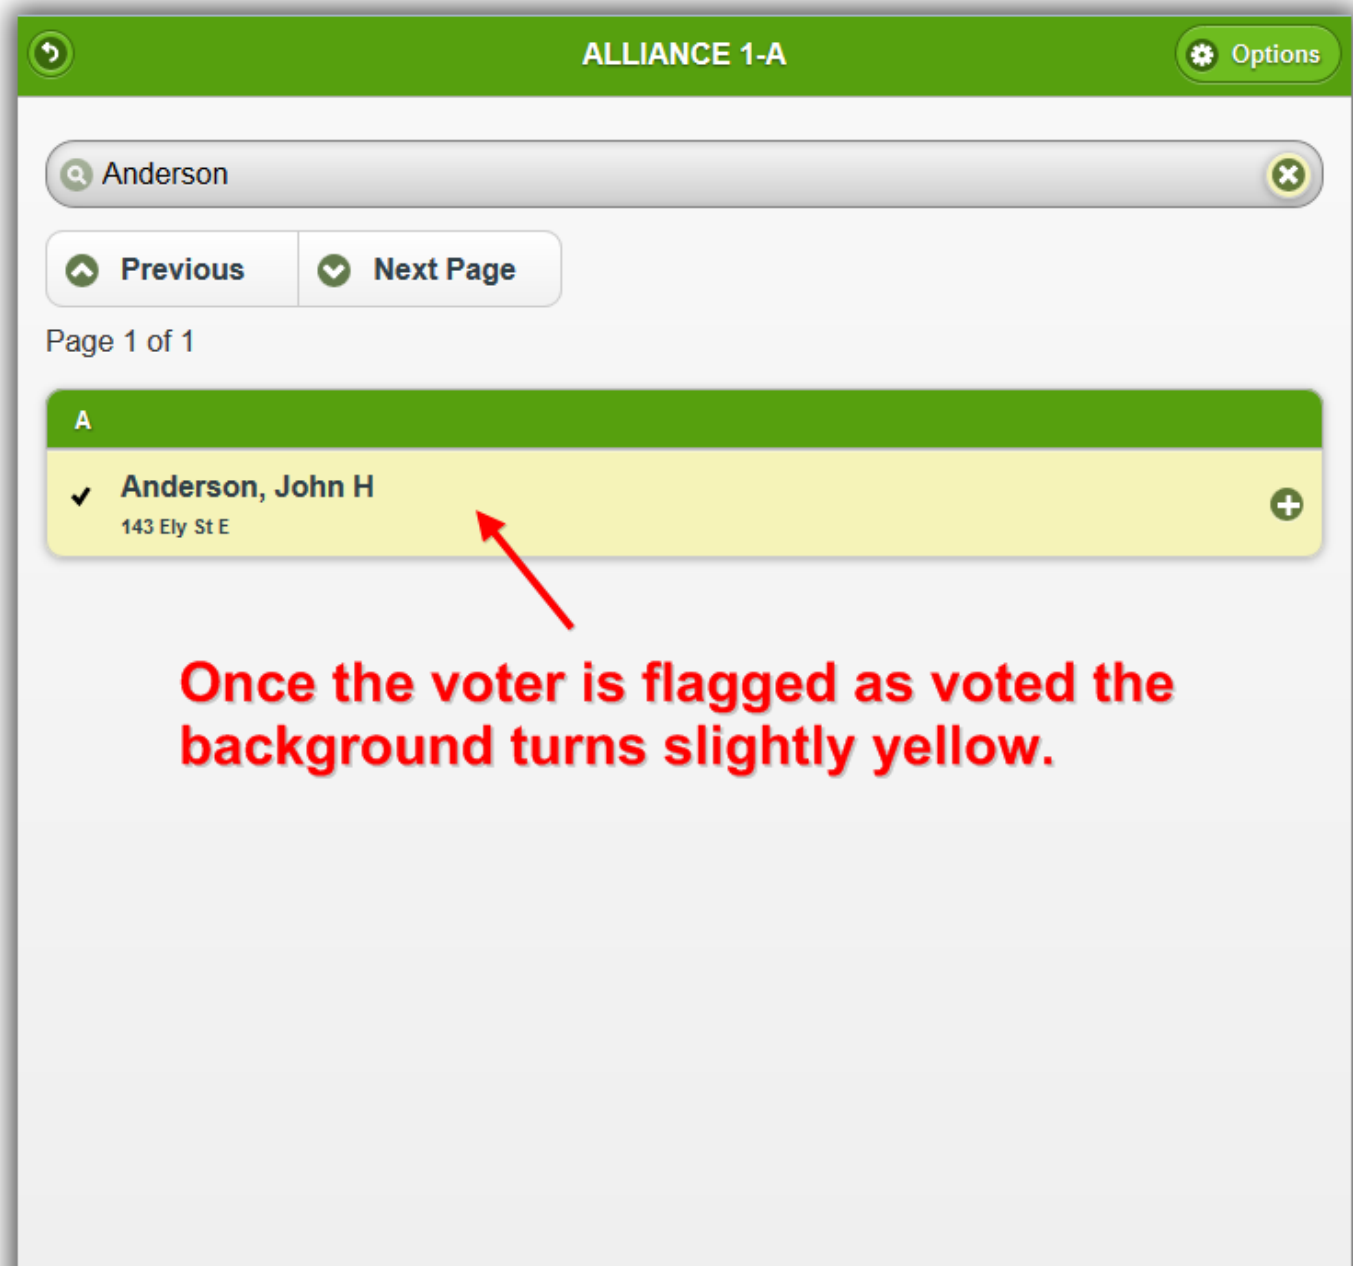 ALLIANCE 1-A
Options
Anderson
Previous
Next Page
Page 1 of 1
A
Anderson, John H
143 Ely St E
Once the voter is flagged as voted the
background turns slightly yellow.